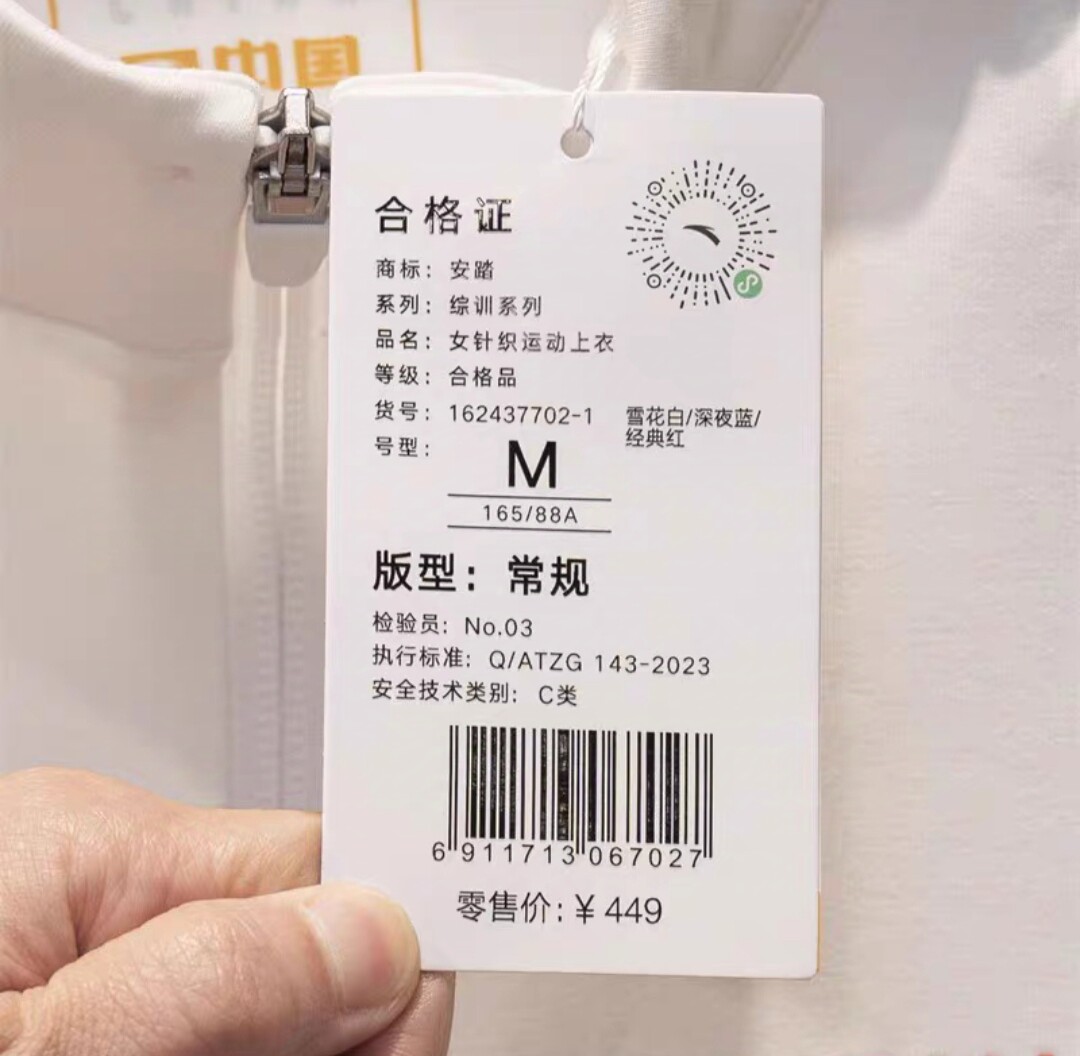 中国
合格证
商标：安踏
系列：综训系列
品名：女针织运动上衣
等级：合格品
货号：162437702-1 雪花白/深夜蓝/
经典红
号型：
M
165/88A
版型：常规
检验员：No.03
执行标准：Q/ATZG 143-2023
安全技术类别：C类
6 911713 067027
零售价:￥449